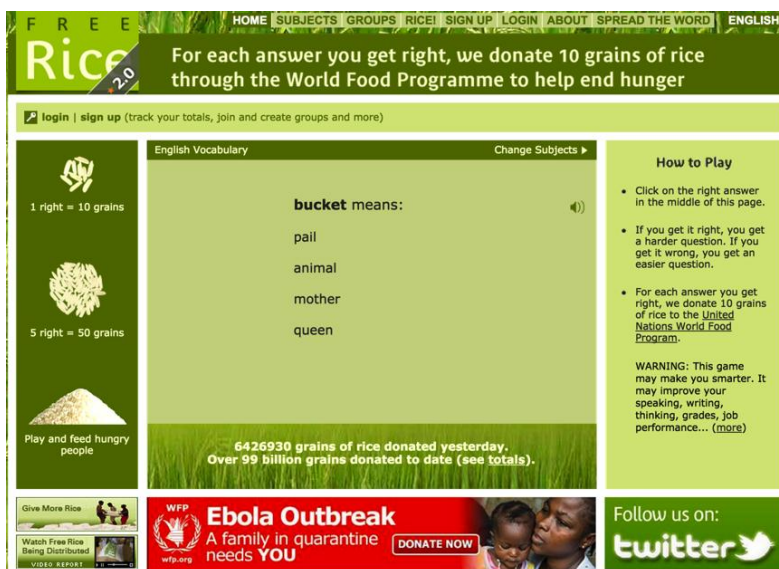 FREE
Rice
2.0
HOME SUBJECTS GROUPS RICE! SIGN UP LOGIN ABOUT SPREAD THE WORD ENGLISH
For each answer you get right, we donate 10 grains of rice
through the World Food Programme to help end hunger
login | sign up (track your totals, join and create groups and more)
1 right = 10 grains
5 right = 50 grains
Play and feed hungry
people
English Vocabulary
Change Subjects ▶
bucket means:
pail
animal
mother
queen
6426930 grains of rice donated yesterday.
Over 99 billion grains donated to date (see totals).
How to Play
• Click on the right answer
in the middle of this page.
• If you get it right, you get
a harder question. If you
get it wrong, you get an
easier question.
• For each answer you get
right, we donate 10 grains
of rice to the United
Nations World Food
Program.
WARNING: This game
may make you smarter. It
may improve your
speaking, writing,
thinking, grades, job
performance... (more)
Give More Rice
Watch Free Rice
Being Distributed
VIDEO REPORT
WFP
wfp.org
Ebola Outbreak
A family in quarantine
needs YOU
DONATE NOW
Follow us on:
twitter